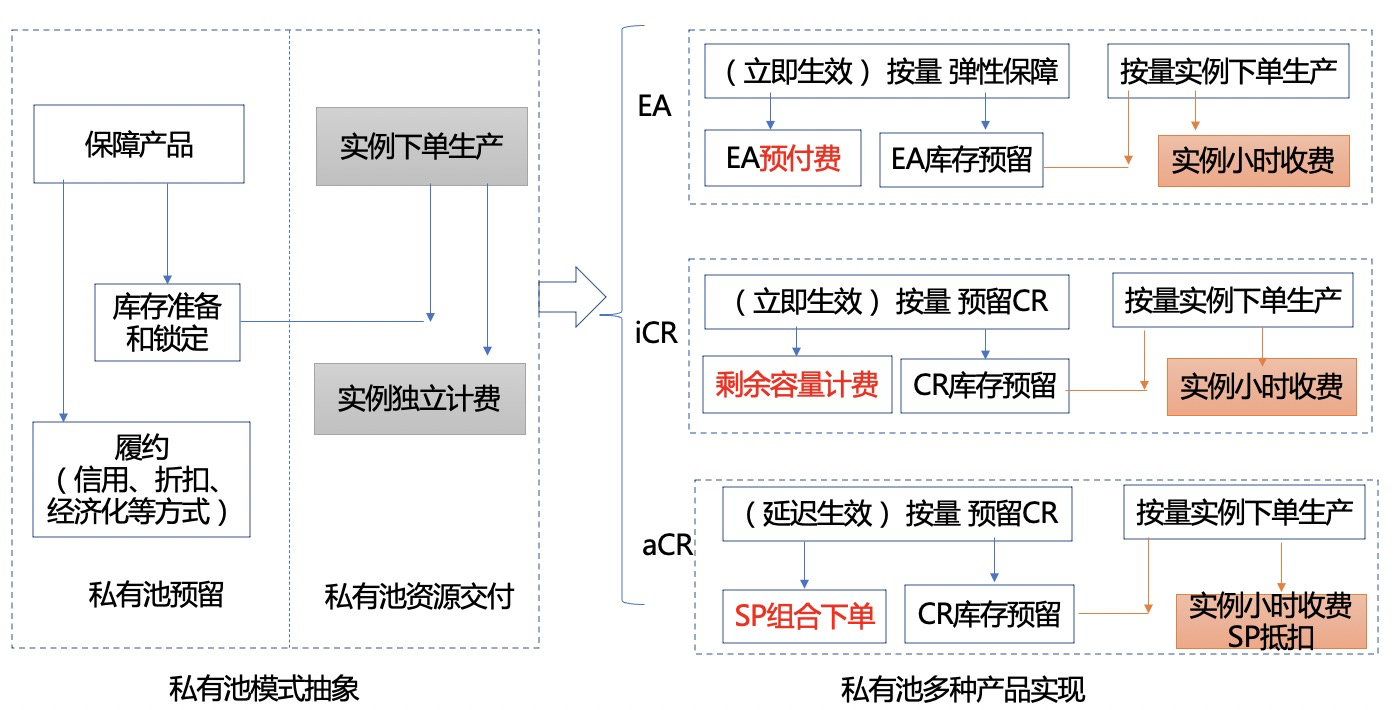 保障产品
实例下单生产
库存准备
和锁定
实例独立计费
履约
（信用、折扣、
经济化等方式）
私有池预留
私有池资源交付
私有池模式抽象
EA
（立即生效） 按量 弹性保障
按量实例下单生产
EA预付费
EA库存预留
实例小时收费
iCR
（立即生效） 按量 预留CR
按量实例下单生产
剩余容量计费
CR库存预留
实例小时收费
aCR
（延迟生效） 按量 预留CR
按量实例下单生产
SP组合下单
CR库存预留
实例小时收费
SP抵扣
私有池多种产品实现